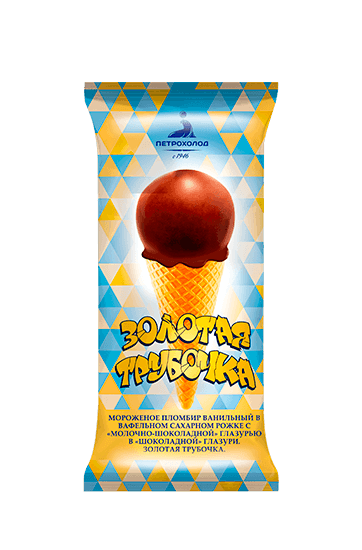 ПЕТРОХОЛОД
с 1946
ЗОЛОТАЯ
ТРУБОЧКА
МОРОЖЕНОЕ ПЛОМБИР ВАНИЛЬНЫЙ В
ВАФЕЛЬНОМ САХАРНОМ РОЖКЕ С
«МОЛОЧНО-ШОКОЛАДНОЙ» ГЛАЗУРЬЮ
В «ШОКОЛАДНОЙ» ГЛАЗУРИ.
ЗОЛОТАЯ ТРУБОЧКА.